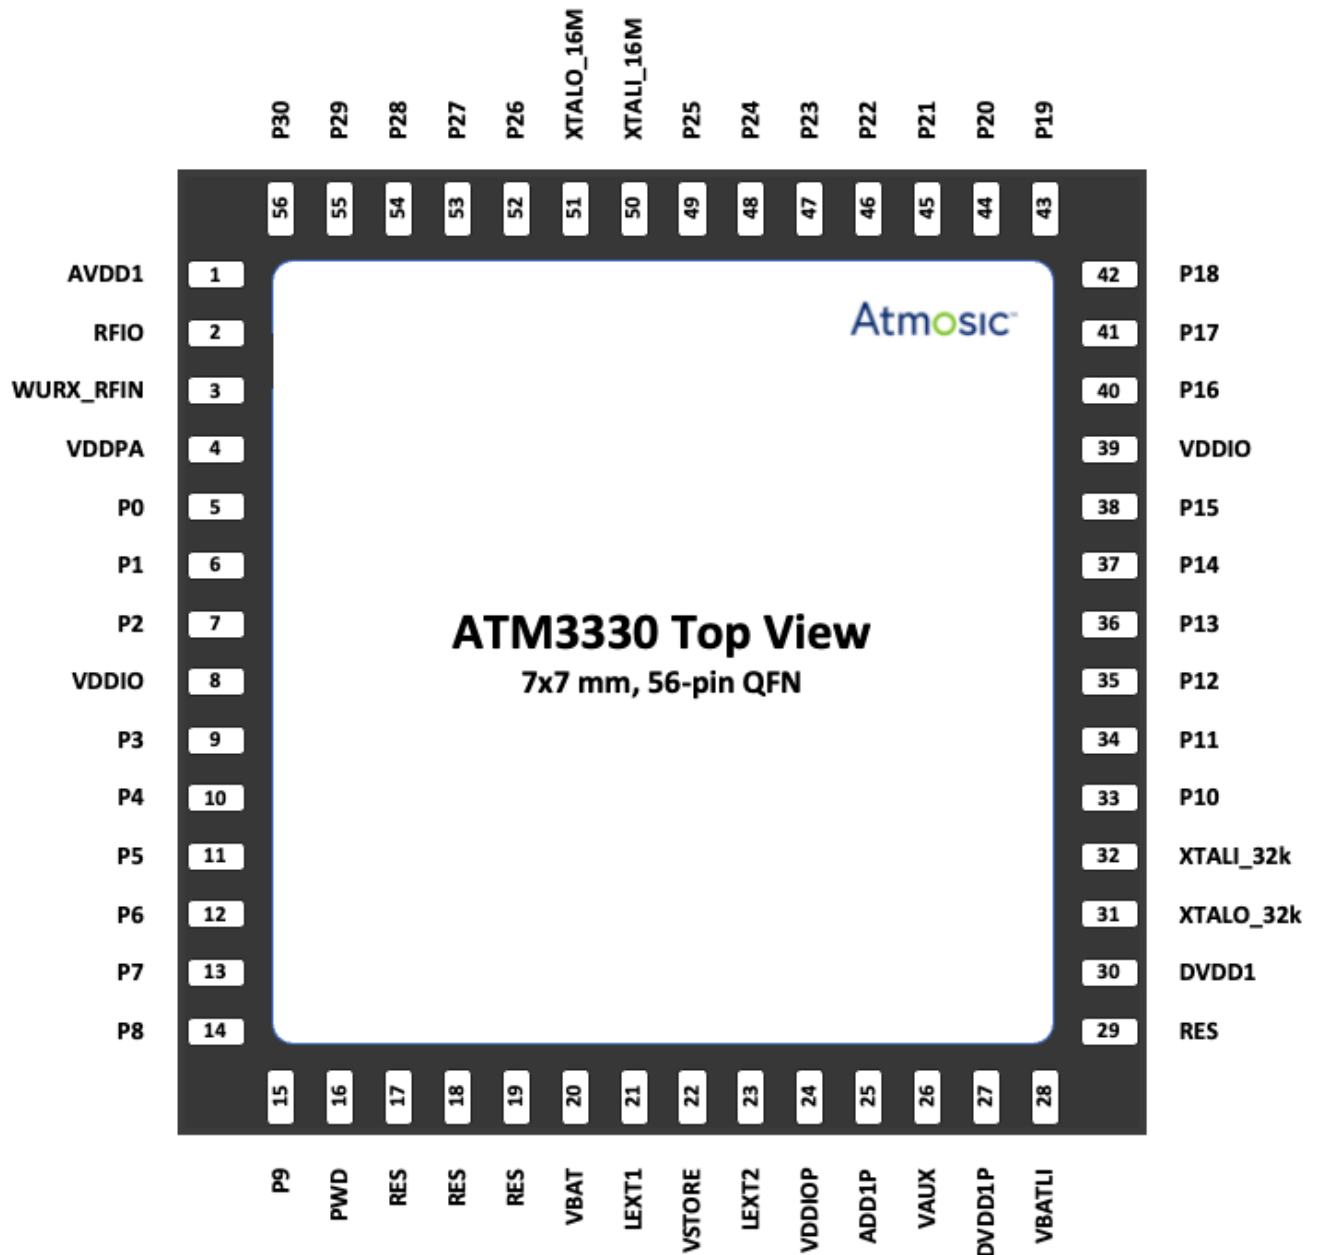 XTALO_16M
XTALI_16M
P30 P29 P28 P27 P26 P25 P24 P23 P22 P21 P20 P19
56 55 54 53 52 51 50 49 48 47 46 45 44 43
AVDD1 1 42 P18
Atmosic™
RFIO 2 41 P17
WURX_RFIN 3 40 P16
VDDPA 4 39 VDDIO
P0 5 38 P15
P1 6 37 P14
P2 7 36 P13
ATM3330 Top View
7x7 mm, 56-pin QFN
VDDIO 8 35 P12
P3 9 34 P11
P4 10 33 P10
P5 11 32 XTALI_32k
P6 12 31 XTALO_32k
P7 13 30 DVDD1
P8 14 29 RES
15 16 17 18 19 20 21 22 23 24 25 26 27 28
P9 PWD RES RES RES VBAT LEXT1 VSTORE LEXT2 VDDIOP ADD1P VAUX DVDD1P VBATLI